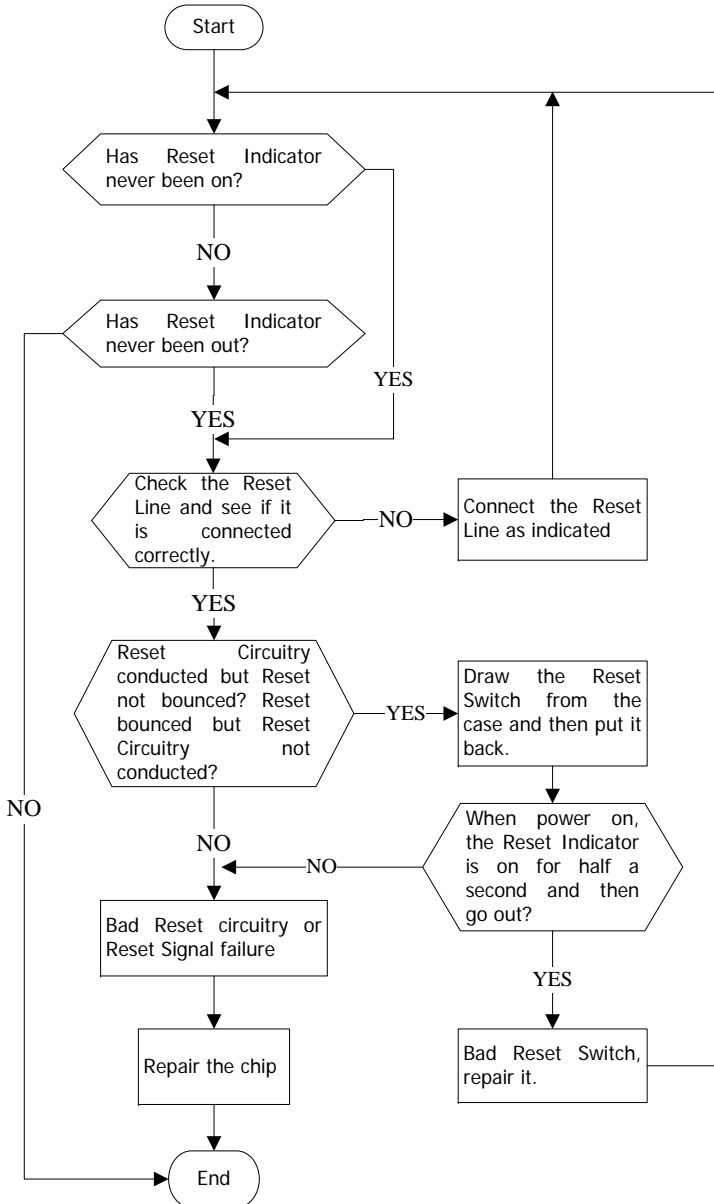 Start
Has Reset Indicator
never been on?
NO
Has Reset Indicator
never been out?
YES
YES
Check the Reset
Line and see if it
is connected
correctly.
NO
Connect the Reset
Line as indicated
YES
Reset Circuitry
conducted but Reset
not bounced? Reset
bounced but Reset
Circuitry not
conducted?
YES
Draw the Reset
Switch from the
case and then put it
back.
NO
NO
When power on,
the Reset Indicator
is on for half a
second and then
go out?
NO
Bad Reset circuitry or
Reset Signal failure
YES
Repair the chip
Bad Reset Switch,
repair it.
End